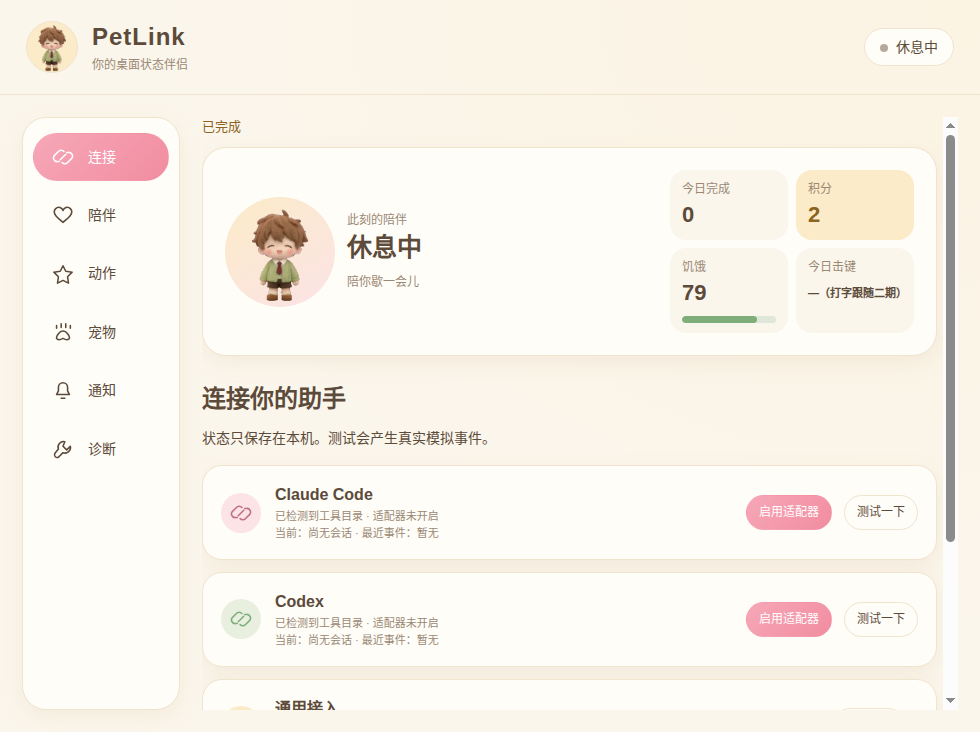 PetLink
你的桌面状态伴侣
休息中
连接
陪伴
动作
宠物
通知
诊断
已完成
此刻的陪伴
休息中
陪你歇一会儿
今日完成
0
积分
2
饥饿
79
今日击键
—（打字跟随二期）
连接你的助手
状态只保存在本机。测试会产生真实模拟事件。
Claude Code
已检测到工具目录 · 适配器未开启
当前：尚无会话 · 最近事件：暂无
启用适配器
测试一下
Codex
已检测到工具目录 · 适配器未开启
当前：尚无会话 · 最近事件：暂无
启用适配器
测试一下
通用接入